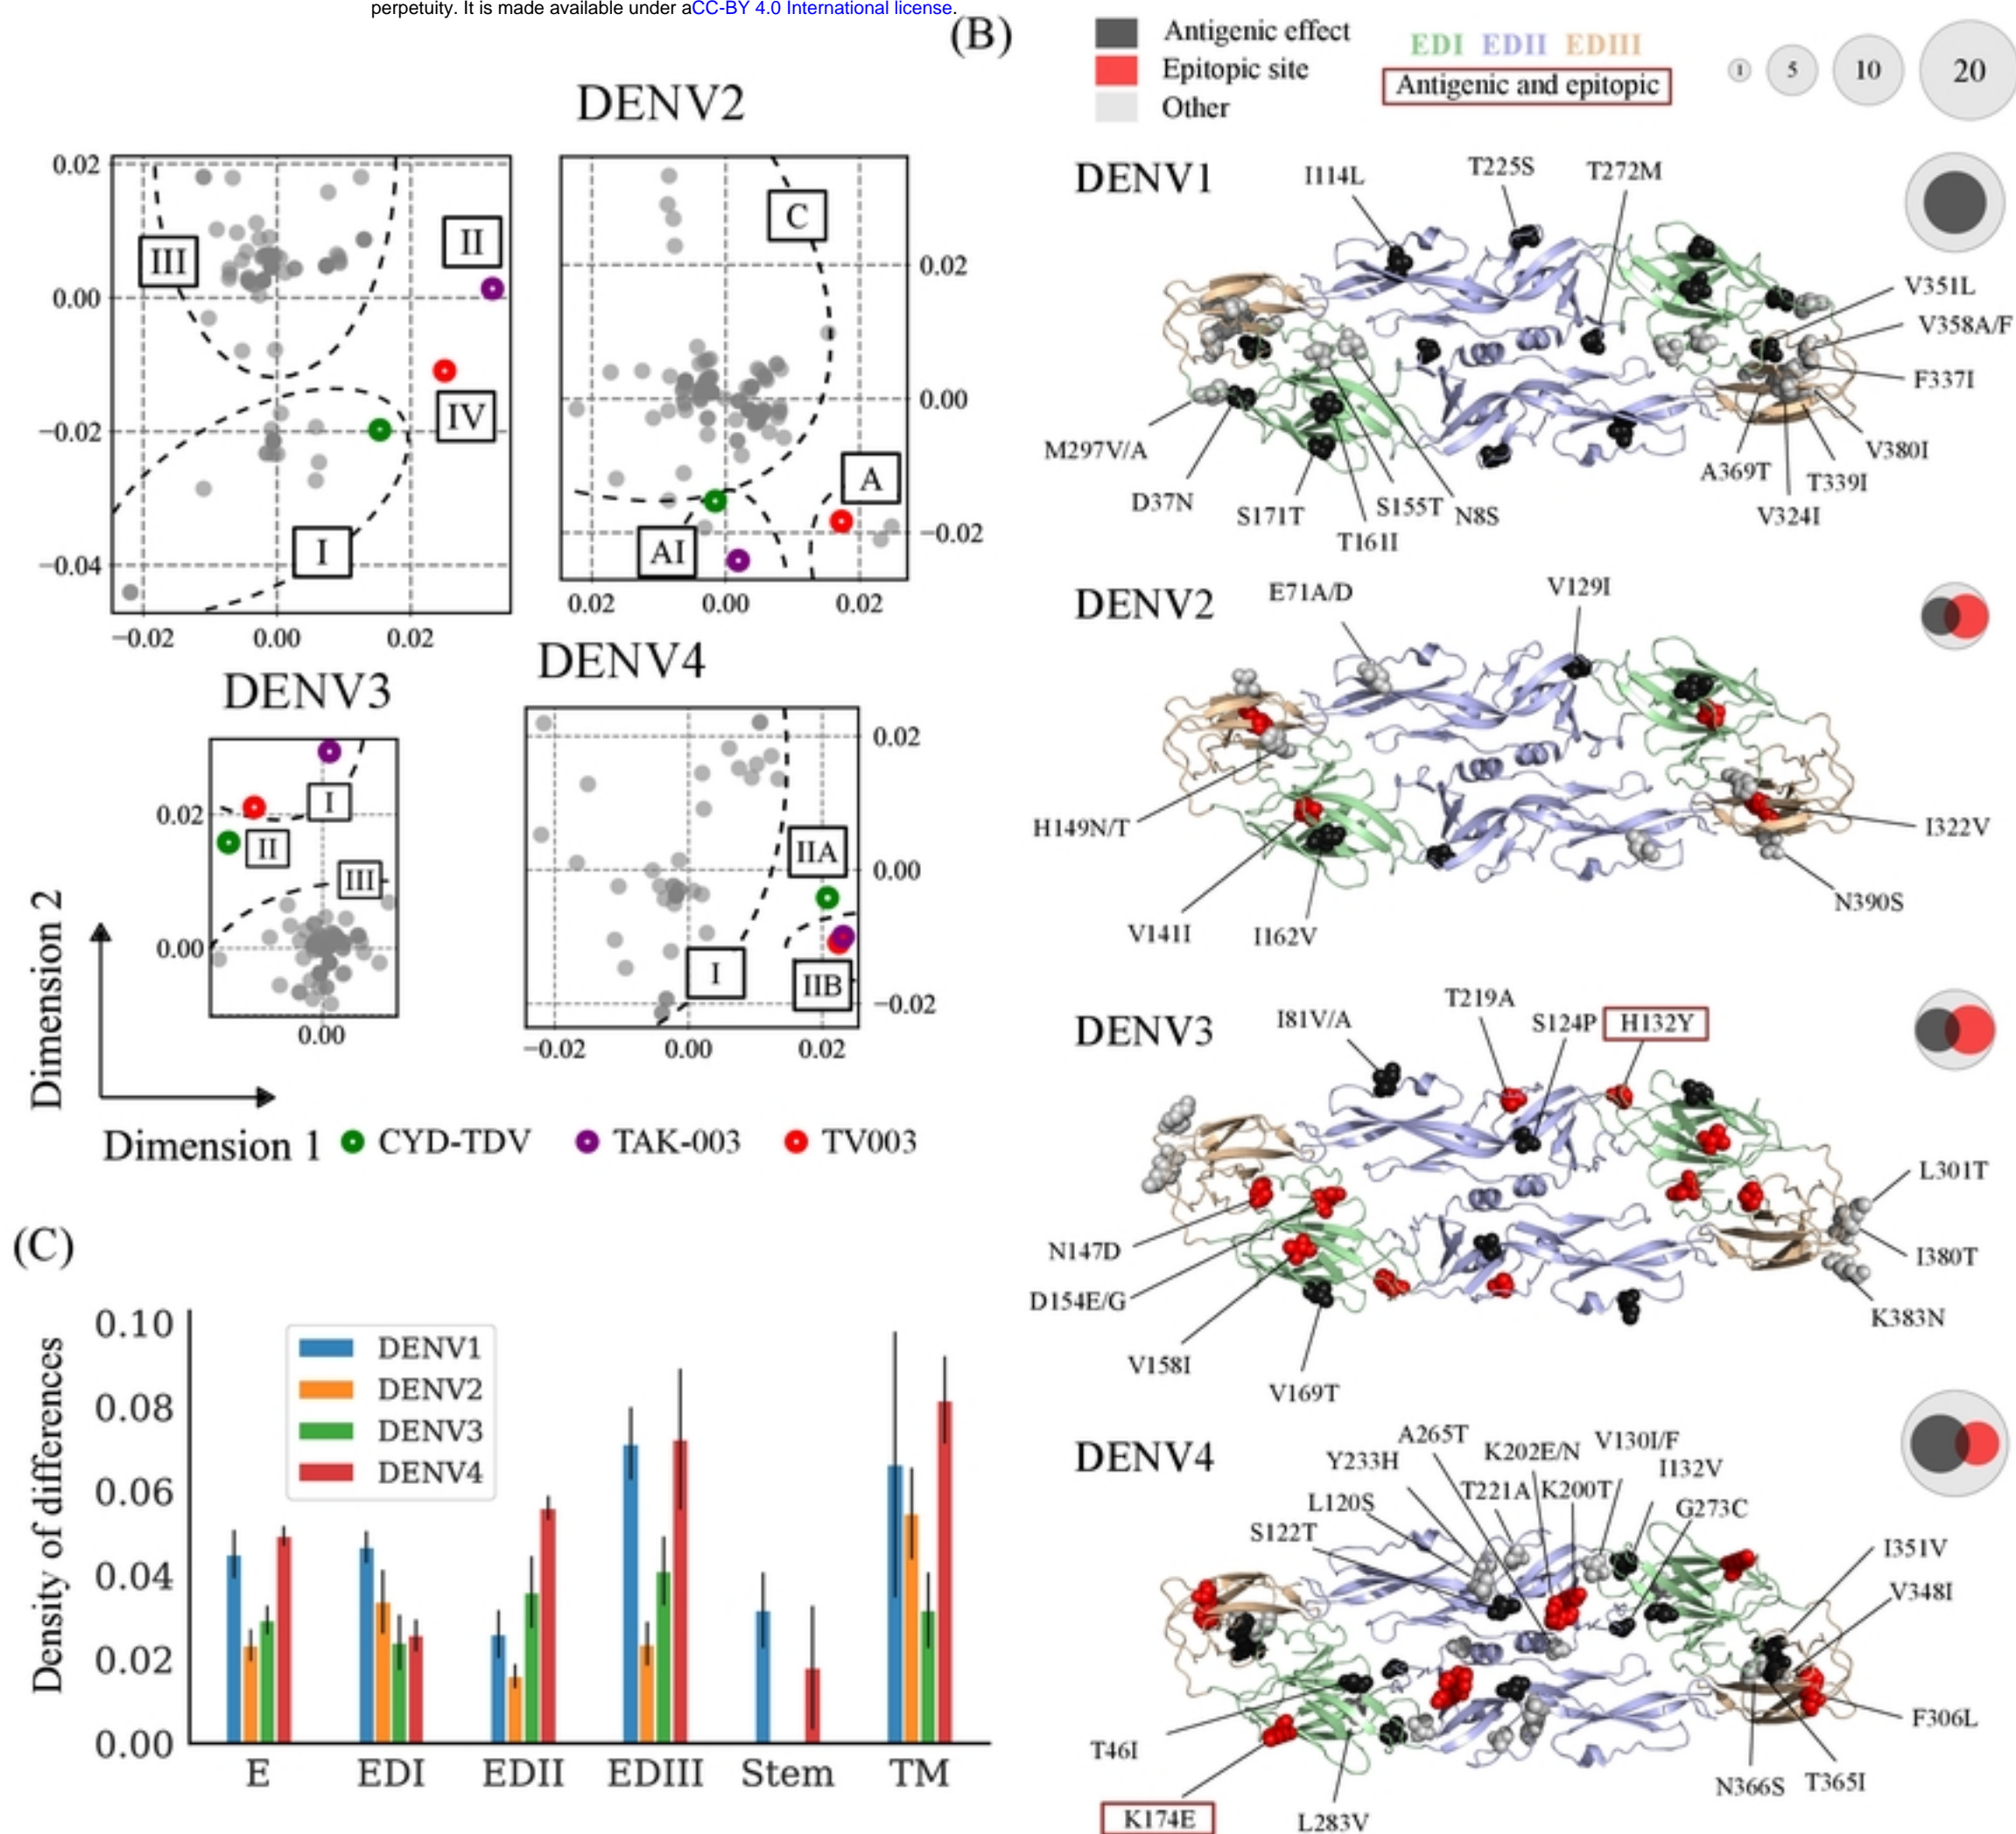 perpetuity. It is made available under aCC-BY 4.0 International license.
(B)
Antigenic effect
Epitopic site
Other
EDI EDII EDIII
Antigenic and epitopic
1 5 10 20
DENV2
0.02
0.00
−0.02
−0.04
−0.02 0.00 0.02
III
II
IV
I
C
A
AI
0.02
0.00
−0.02
0.02 0.00 0.02
DENV3
0.02
0.00
0.00
I
II
III
DENV4
0.02
0.00
−0.02
−0.02 0.00 0.02
IIA
I
IIB
Dimension 2
Dimension 1
CYD-TDV TAK-003 TV003
DENV1
I114L
T225S
T272M
V351L
V358A/F
F337I
V380I
T339I
A369T
V324I
M297V/A
D37N
S171T
T161I
S155T
N8S
DENV2
E71A/D
V129I
H149N/T
V141I
I162V
I322V
N390S
DENV3
I81V/A
T219A
S124P
H132Y
N147D
D154E/G
V158I
V169T
L301T
I380T
K383N
DENV4
A265T
Y233H
K202E/N
V130I/F
L120S
T221A
K200T
I132V
S122T
G273C
I351V
V348I
F306L
T46I
K174E
L283V
N366S
T365I
(C)
Density of differences
0.10
0.08
0.06
0.04
0.02
0.00
DENV1
DENV2
DENV3
DENV4
E EDI EDII EDIII Stem TM